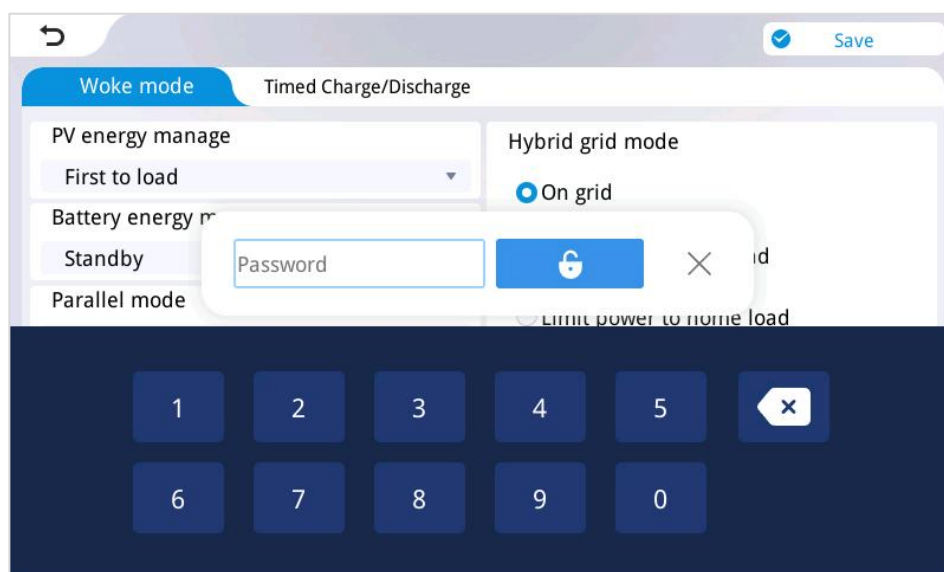 Save
Woke mode
Timed Charge/Discharge
PV energy manage
First to load
Battery energy m
Standby
Parallel mode
Hybrid grid mode
On grid
Limit power to home load
Password
1 2 3 4 5
6 7 8 9 0